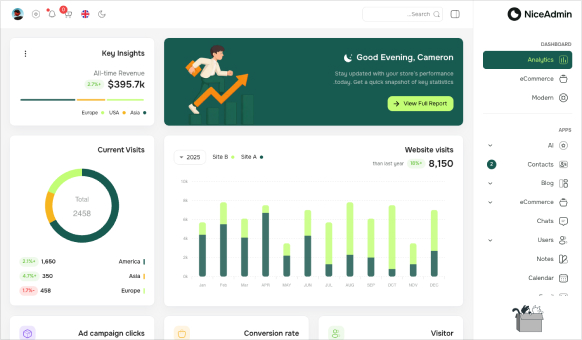 Search...
NiceAdmin
DASHBOARD
Analytics
eCommerce
Modern
APPS
AI
Contacts
2
Blog
eCommerce
Chats
Users
Notes
Calendar
6
Key Insights
All-time Revenue
$395.7k
2.7%+
Europe USA Asia
Good Evening, Cameron
Stay updated with your store's performance
today. Get a quick snapshot of key statistics
View Full Report
Current Visits
Total
2458
2.1%+ 1,650 America
4.7%+ 350 Asia
1.7%- 458 Europe
Website visits
than last year 8,150
2025
Site B Site A
10k
8k
6k
4k
2k
0k
Jan Feb Mar APR MAY JUN JUL AUG SEP OCT NOV DEC
Ad campaign clicks
Conversion rate
Visitor